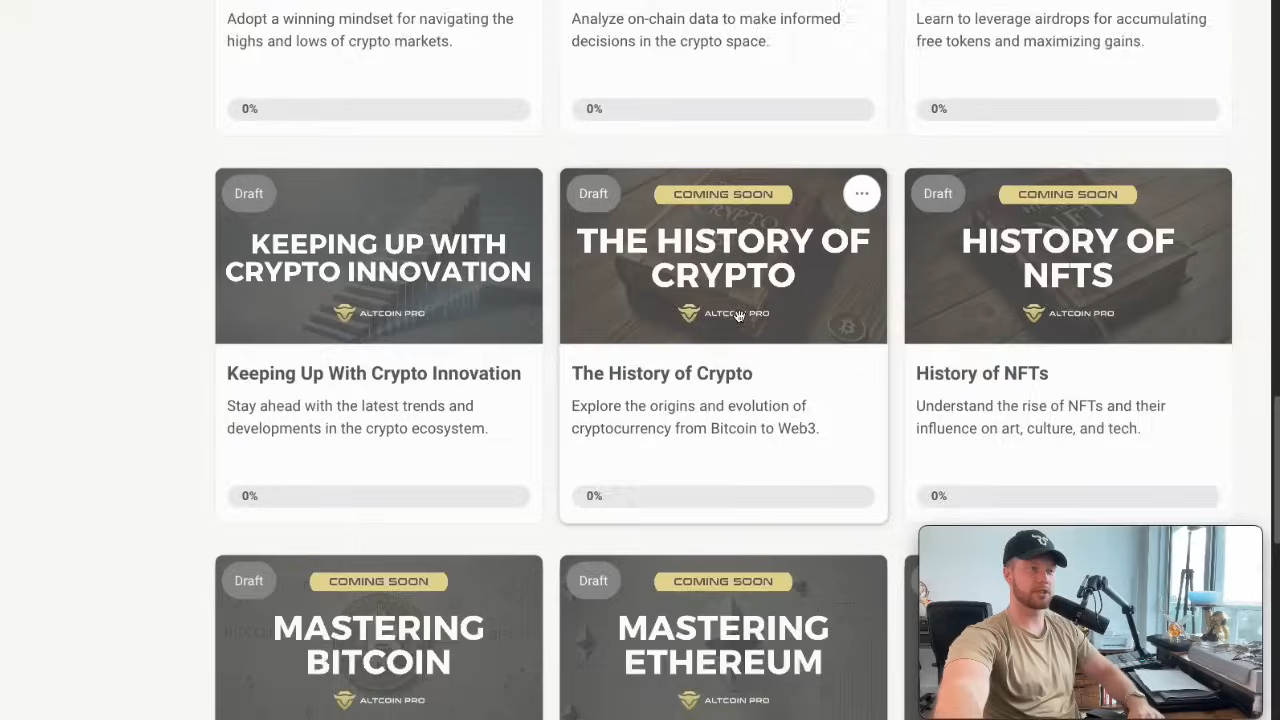 Adopt a winning mindset for navigating the
highs and lows of crypto markets.
0%
Analyze on-chain data to make informed
decisions in the crypto space.
0%
Learn to leverage airdrops for accumulating
free tokens and maximizing gains.
0%
Draft
KEEPING UP WITH
CRYPTO INNOVATION
ALTCOIN PRO
Keeping Up With Crypto Innovation
Stay ahead with the latest trends and
developments in the crypto ecosystem.
0%
Draft
COMING SOON
THE HISTORY OF
CRYPTO
ALTCOIN PRO
The History of Crypto
Explore the origins and evolution of
cryptocurrency from Bitcoin to Web3.
0%
Draft
COMING SOON
HISTORY OF
NFTS
ALTCOIN PRO
History of NFTs
Understand the rise of NFTs and their
influence on art, culture, and tech.
0%
Draft
COMING SOON
MASTERING
BITCOIN
ALTCOIN PRO
Draft
COMING SOON
MASTERING
ETHEREUM
ALTCOIN PRO